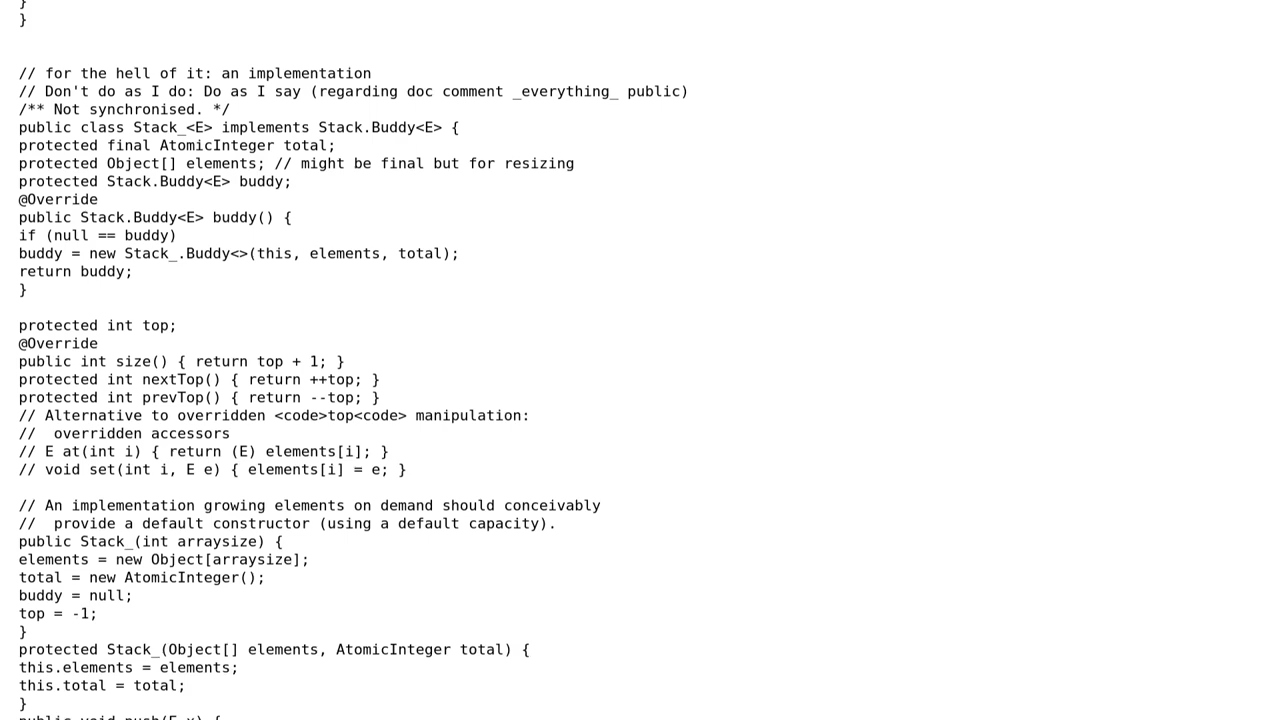 }
}
// for the hell of it: an implementation
// Don't do as I do: Do as I say (regarding doc comment _everything_ public)
/** Not synchronised. */
public class Stack_<E> implements Stack.Buddy<E> {
protected final AtomicInteger total;
protected Object[] elements; // might be final but for resizing
protected Stack.Buddy<E> buddy;
@Override
public Stack.Buddy<E> buddy() {
if (null == buddy)
buddy = new Stack_.Buddy<>(this, elements, total);
return buddy;
}
protected int top;
@Override
public int size() { return top + 1; }
protected int nextTop() { return ++top; }
protected int prevTop() { return --top; }
// Alternative to overridden <code>top<code> manipulation:
//  overridden accessors
// E at(int i) { return (E) elements[i]; }
// void set(int i, E e) { elements[i] = e; }
// An implementation growing elements on demand should conceivably
//  provide a default constructor (using a default capacity).
public Stack_(int arraysize) {
elements = new Object[arraysize];
total = new AtomicInteger();
buddy = null;
top = -1;
}
protected Stack_(Object[] elements, AtomicInteger total) {
this.elements = elements;
this.total = total;
}
public void push(E x) {